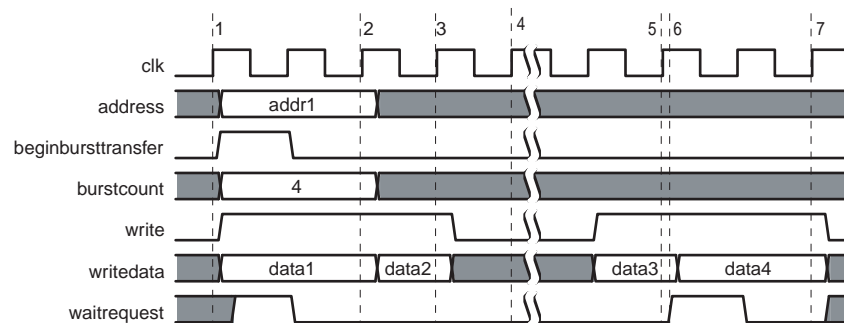 1 2 3 4 5 6 7
clk
address addr1
beginbursttransfer
burstcount 4
write
writedata data1 data2 data3 data4
waitrequest